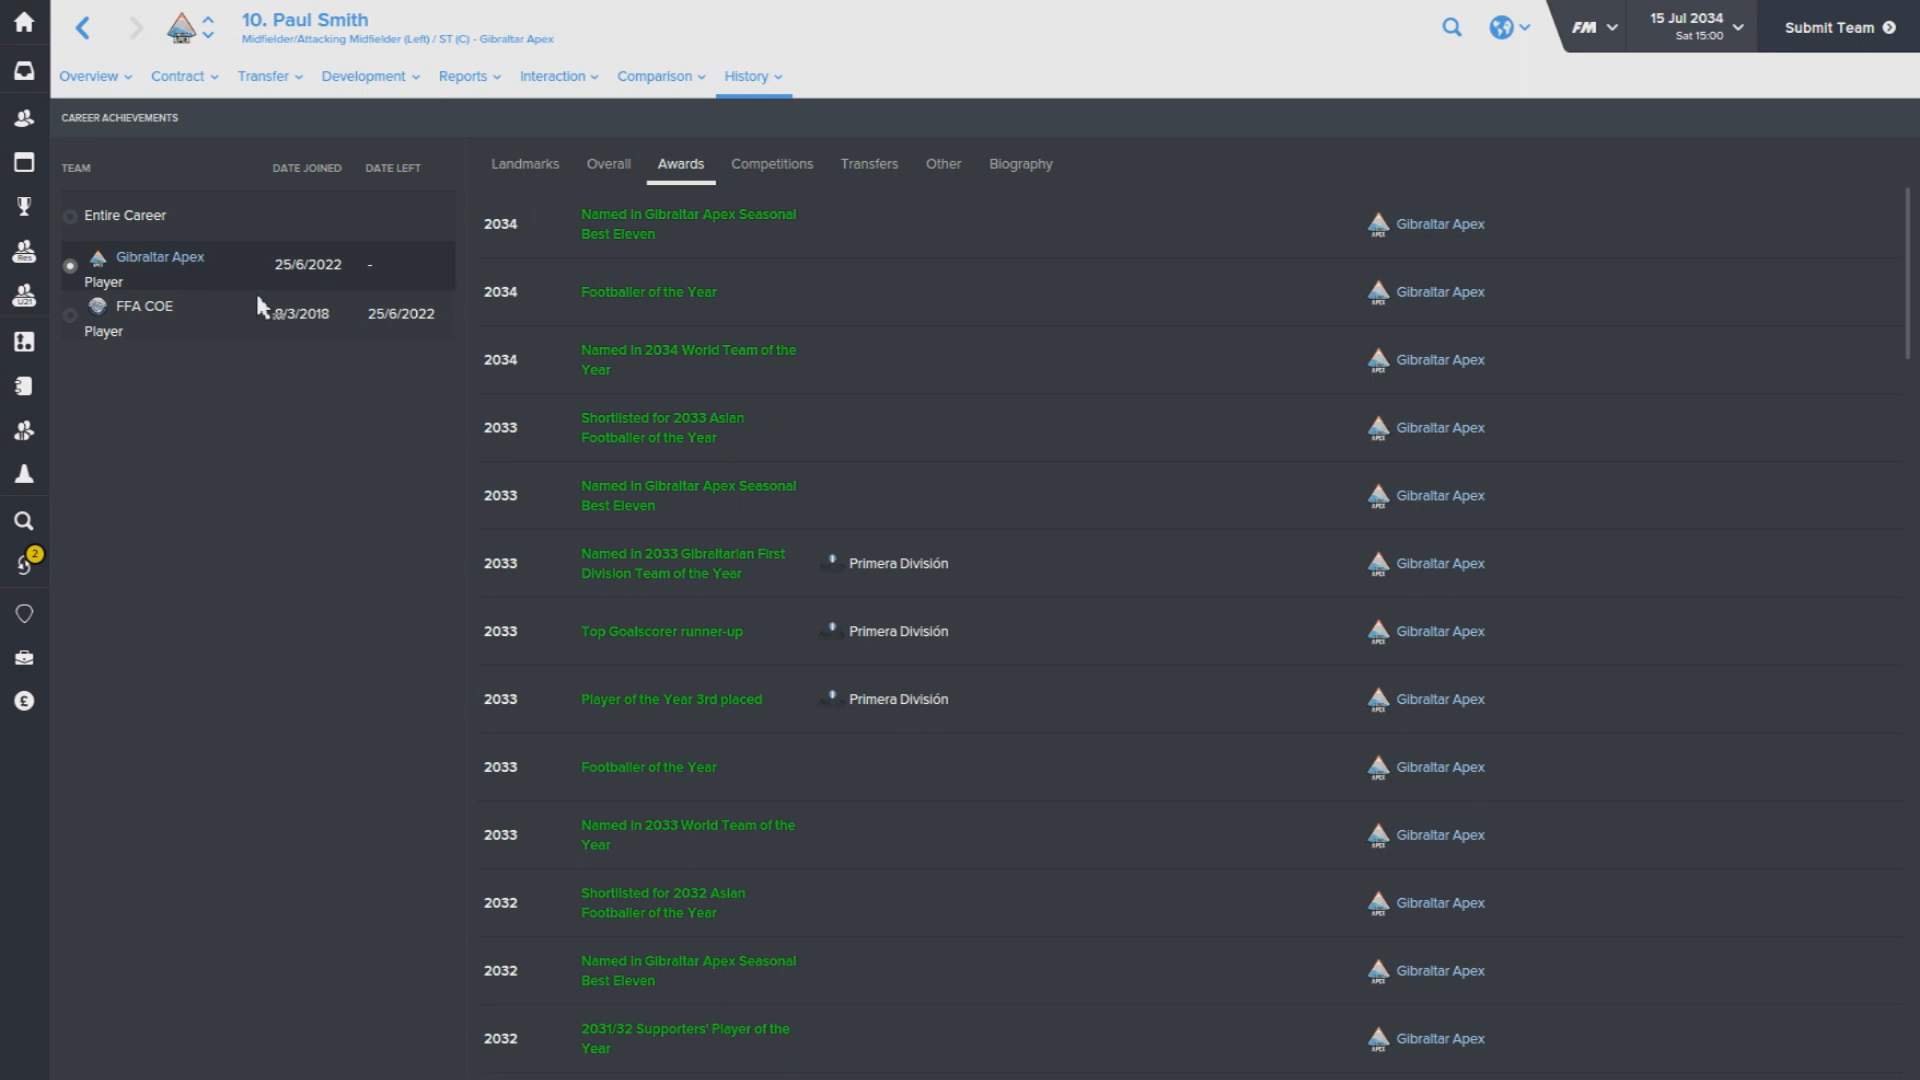 10. Paul Smith
Midfielder/Attacking Midfielder (Left) / ST (C) - Gibraltar Apex
FM
15 Jul 2034
Sat 15:00
Submit Team
Overview
Contract
Transfer
Development
Reports
Interaction
Comparison
History
CAREER ACHIEVEMENTS
TEAM
DATE JOINED
DATE LEFT
Landmarks
Overall
Awards
Competitions
Transfers
Other
Biography
Entire Career
Gibraltar Apex
Player
25/6/2022
-
FFA COE
Player
/3/2018
25/6/2022
Res
U21
2
£
2034
Named in Gibraltar Apex Seasonal
Best Eleven
Gibraltar Apex
2034
Footballer of the Year
Gibraltar Apex
2034
Named in 2034 World Team of the
Year
Gibraltar Apex
2033
Shortlisted for 2033 Asian
Footballer of the Year
Gibraltar Apex
2033
Named in Gibraltar Apex Seasonal
Best Eleven
Gibraltar Apex
2033
Named in 2033 Gibraltarian First
Division Team of the Year
Primera División
Gibraltar Apex
2033
Top Goalscorer runner-up
Primera División
Gibraltar Apex
2033
Player of the Year 3rd placed
Primera División
Gibraltar Apex
2033
Footballer of the Year
Gibraltar Apex
2033
Named in 2033 World Team of the
Year
Gibraltar Apex
2032
Shortlisted for 2032 Asian
Footballer of the Year
Gibraltar Apex
2032
Named in Gibraltar Apex Seasonal
Best Eleven
Gibraltar Apex
2032
2031/32 Supporters' Player of the
Year
Gibraltar Apex